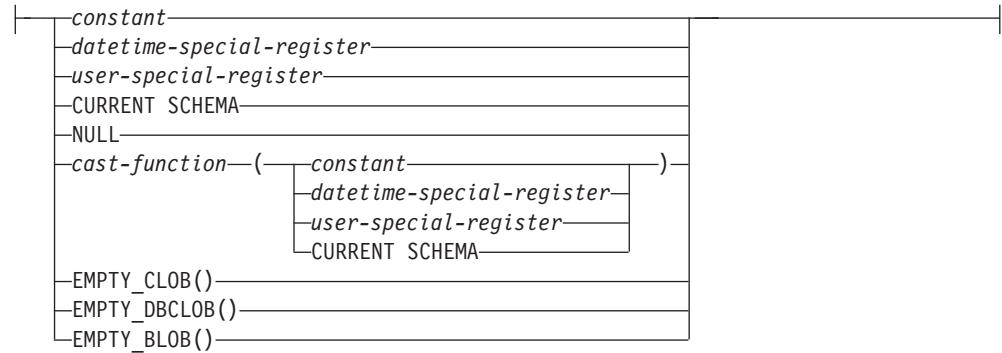 constant
datetime-special-register
user-special-register
CURRENT SCHEMA
NULL
cast-function ( constant )
datetime-special-register
user-special-register
CURRENT SCHEMA
EMPTY_CLOB()
EMPTY_DBCLOB()
EMPTY_BLOB()